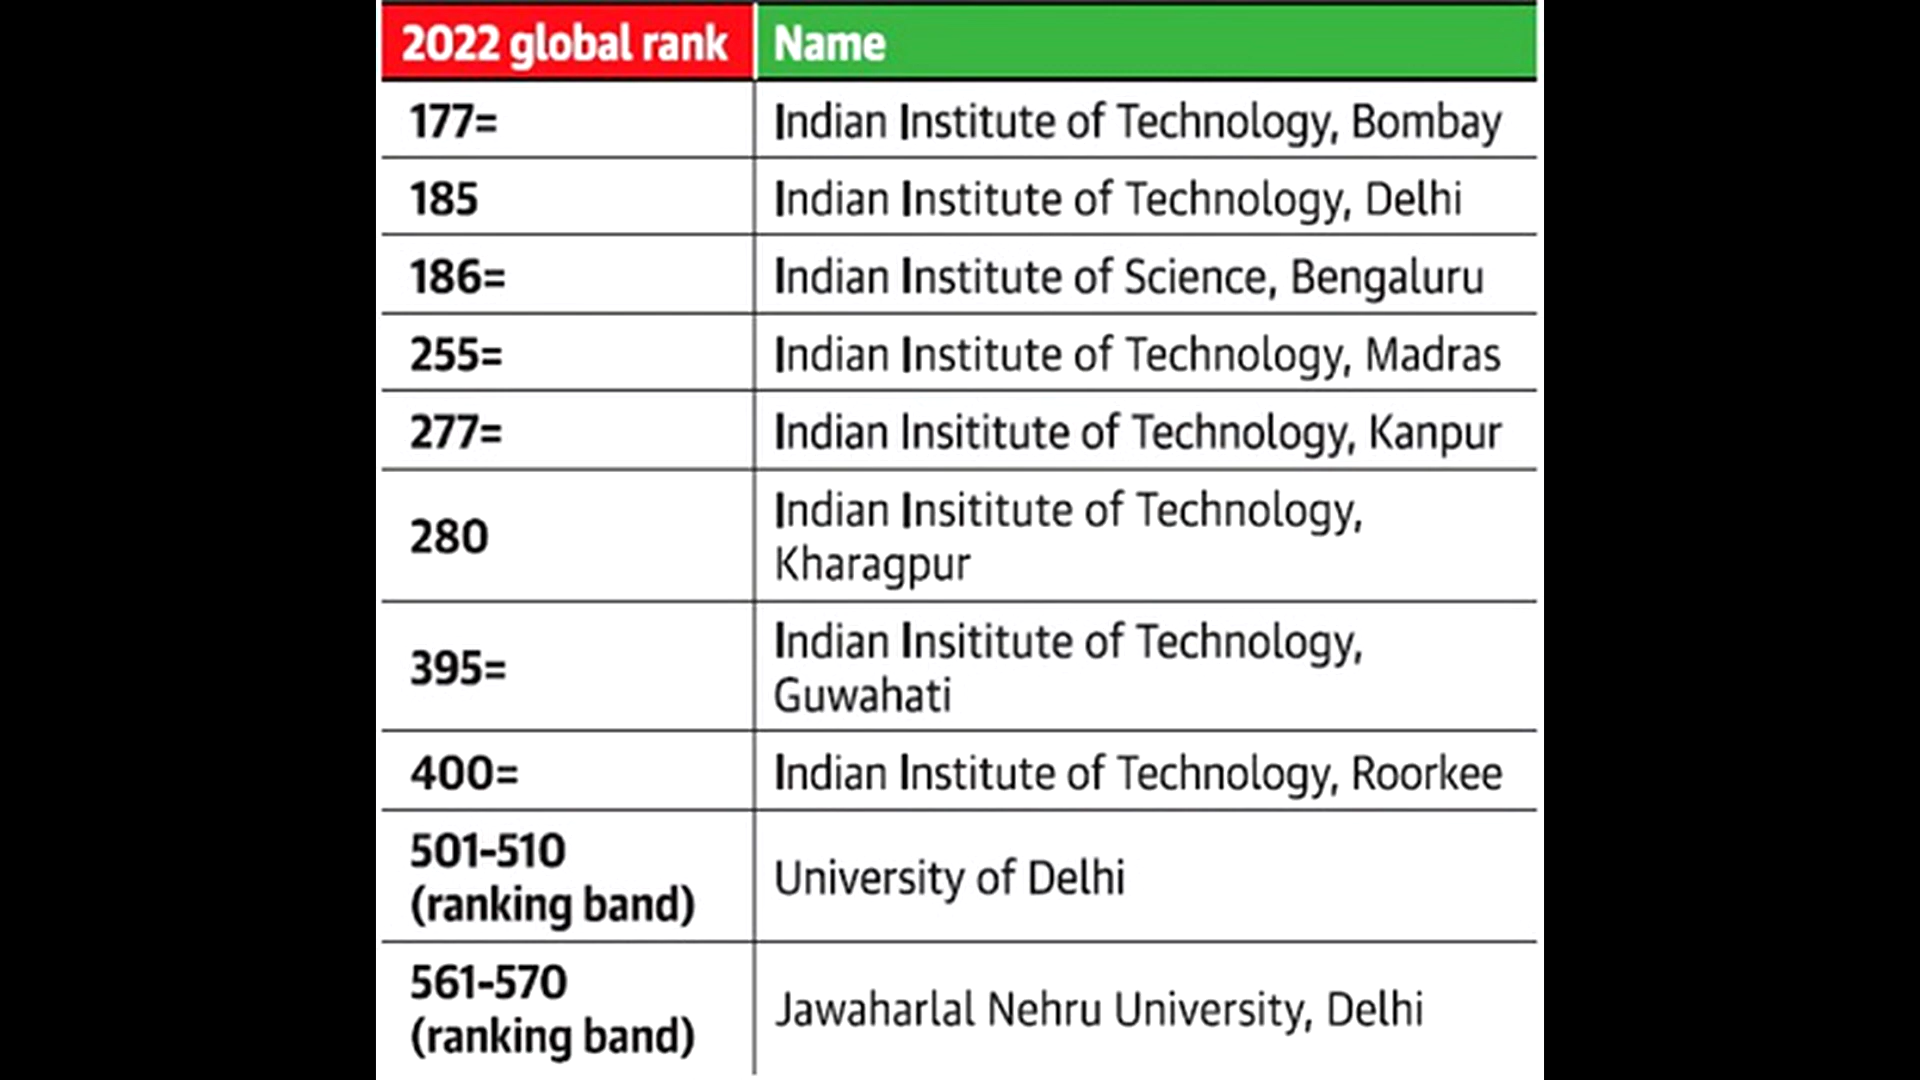 2022 global rank Name
177= Indian Institute of Technology, Bombay
185 Indian Institute of Technology, Delhi
186= Indian Institute of Science, Bengaluru
255= Indian Institute of Technology, Madras
277= Indian Insititute of Technology, Kanpur
280 Indian Insititute of Technology,
Kharagpur
395= Indian Insititute of Technology,
Guwahati
400= Indian Institute of Technology, Roorkee
501-510
(ranking band)
University of Delhi
561-570
(ranking band)
Jawaharlal Nehru University, Delhi